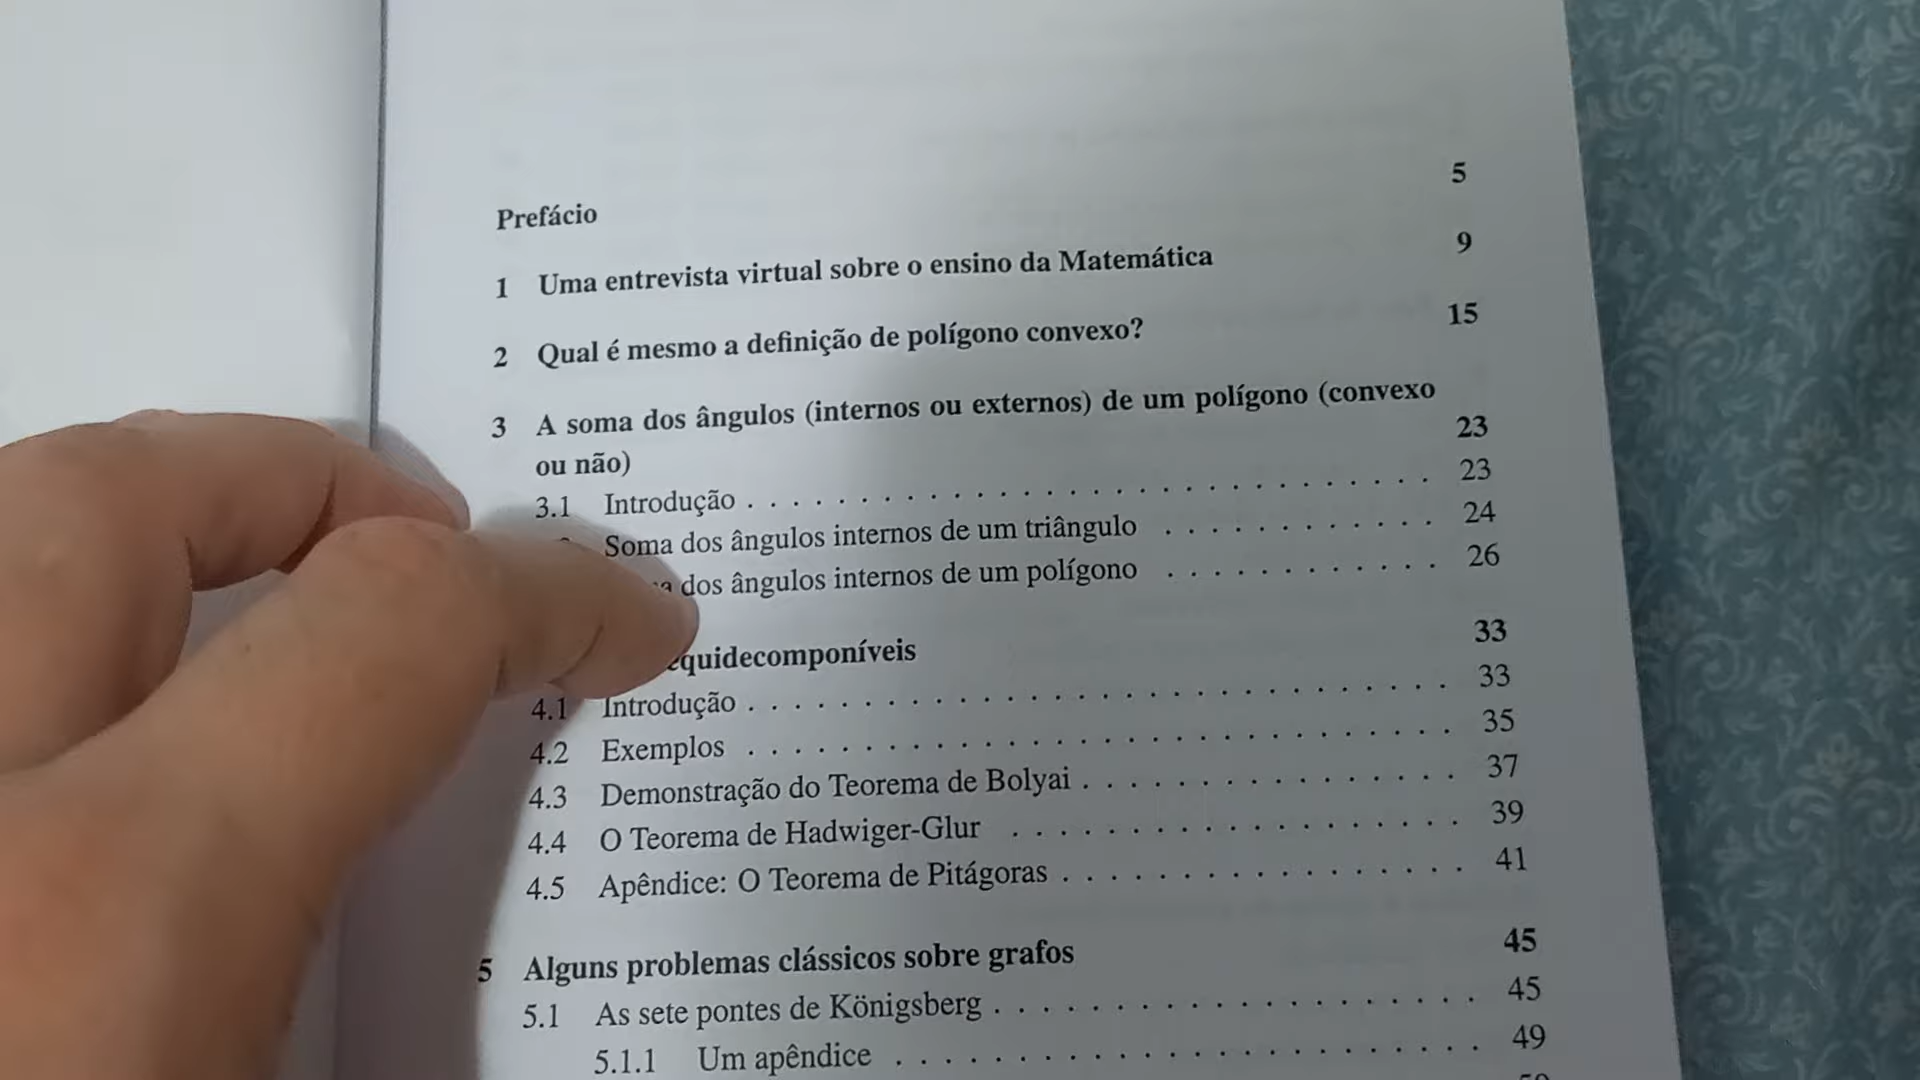 Prefácio 5
1 Uma entrevista virtual sobre o ensino da Matemática 9
2 Qual é mesmo a definição de polígono convexo? 15
3 A soma dos ângulos (internos ou externos) de um polígono (convexo
ou não) 23
3.1 Introdução . . . . . . . . . . . . . . . . . . . . . . . . . . . . . . 23
Soma dos ângulos internos de um triângulo . . . . . . . . . . . . 24
dos ângulos internos de um polígono . . . . . . . . . . . . 26
equidecomponíveis 33
4.1 Introdução . . . . . . . . . . . . . . . . . . . . . . . . . . . . . . 33
4.2 Exemplos . . . . . . . . . . . . . . . . . . . . . . . . . . . . . . 35
4.3 Demonstração do Teorema de Bolyai . . . . . . . . . . . . . . . . 37
4.4 O Teorema de Hadwiger-Glur . . . . . . . . . . . . . . . . . . . 39
4.5 Apêndice: O Teorema de Pitágoras . . . . . . . . . . . . . . . . . 41
5 Alguns problemas clássicos sobre grafos 45
5.1 As sete pontes de Königsberg . . . . . . . . . . . . . . . . . . . . 45
5.1.1 Um apêndice . . . . . . . . . . . . . . . . . . . . . . . . 49